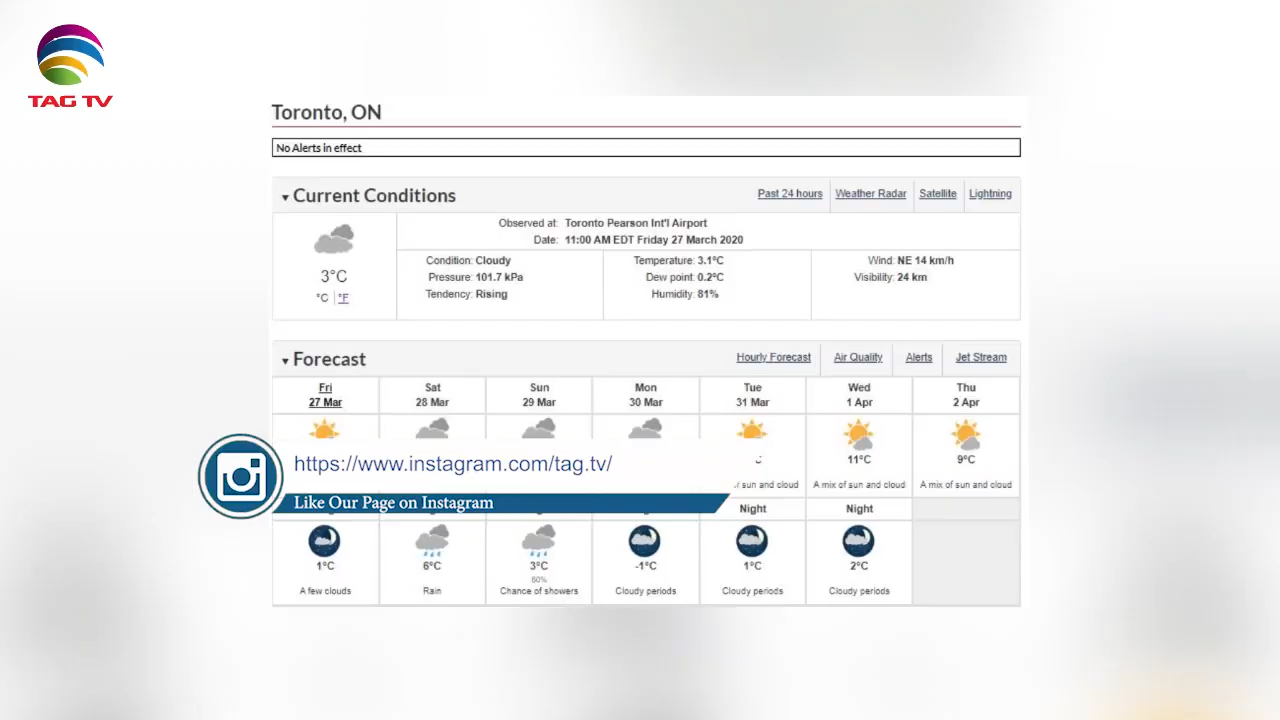 TAG TV
Toronto, ON
No Alerts in effect
Current Conditions
Past 24 hours
Weather Radar
Satellite
Lightning
3°C
°C
°F
Observed at: Toronto Pearson Int'l Airport
Date: 11:00 AM EDT Friday 27 March 2020
Condition: Cloudy
Pressure: 101.7 kPa
Tendency: Rising
Temperature: 3.1°C
Dew point: 0.2°C
Humidity: 81%
Wind: NE 14 km/h
Visibility: 24 km
Forecast
Hourly Forecast
Air Quality
Alerts
Jet Stream
Fri
27 Mar
Sat
28 Mar
Sun
29 Mar
Mon
30 Mar
Tue
31 Mar
Wed
1 Apr
Thu
2 Apr
https://www.instagram.com/tag.tv/
Like Our Page on Instagram
sun and cloud
11°C
A mix of sun and cloud
9°C
A mix of sun and cloud
Night
Night
1°C
A few clouds
6°C
Rain
3°C
60%
Chance of showers
-1°C
Cloudy periods
1°C
Cloudy periods
2°C
Cloudy periods